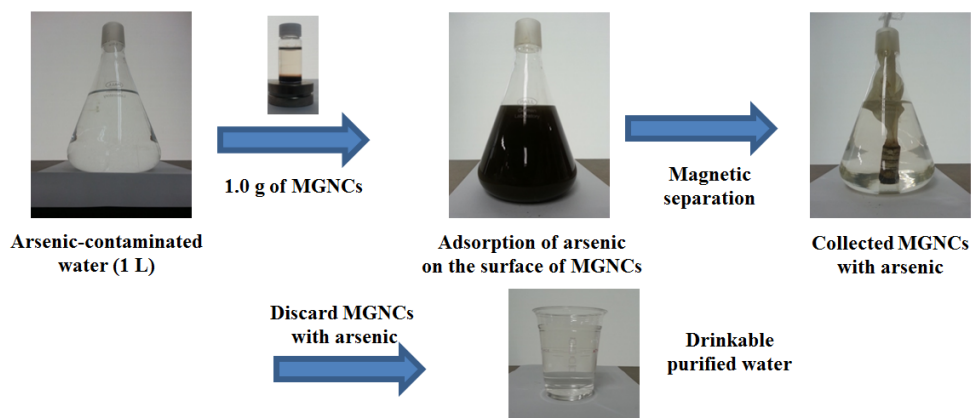 1.0 g of MGNCs
Magnetic
separation
Arsenic-contaminated
water (1 L)
Adsorption of arsenic
on the surface of MGNCs
Collected MGNCs
with arsenic
Discard MGNCs
with arsenic
Drinkable
purified water